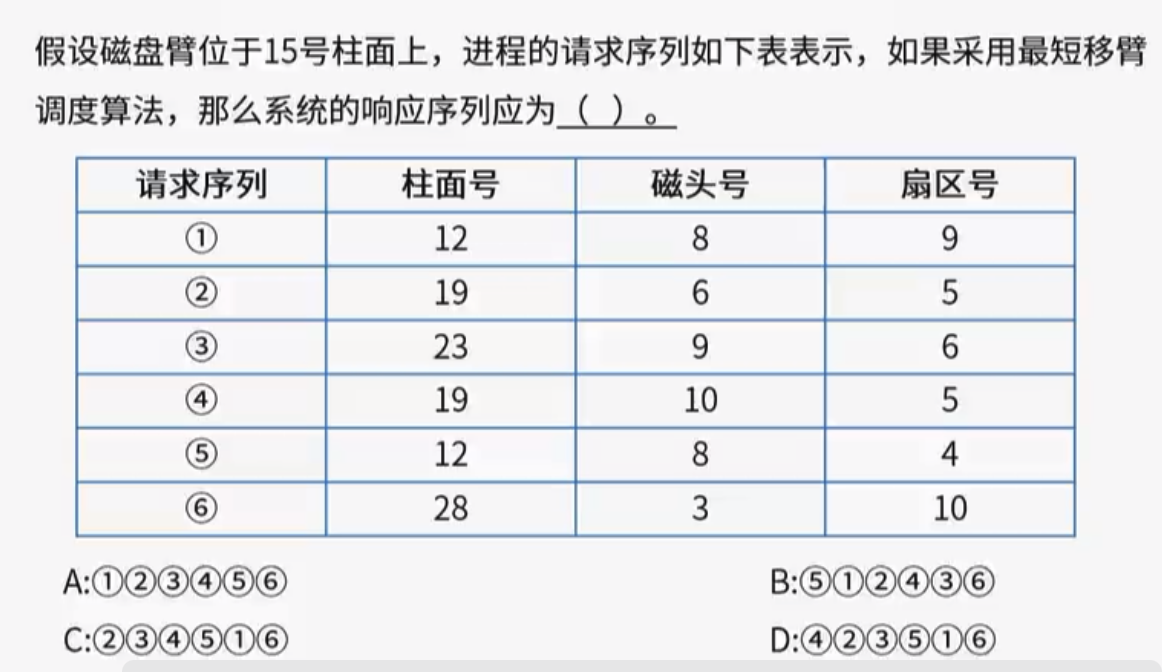 假设磁盘臂位于15号柱面上，进程的请求序列如下表表示，如果采用最短移臂
调度算法，那么系统的响应序列应为（ ）。
请求序列 柱面号 磁头号 扇区号
① 12 8 9
② 19 6 5
③ 23 9 6
④ 19 10 5
⑤ 12 8 4
⑥ 28 3 10
A:①②③④⑤⑥ B:⑤①②④③⑥
C:②③④⑤①⑥ D:④②③⑤①⑥